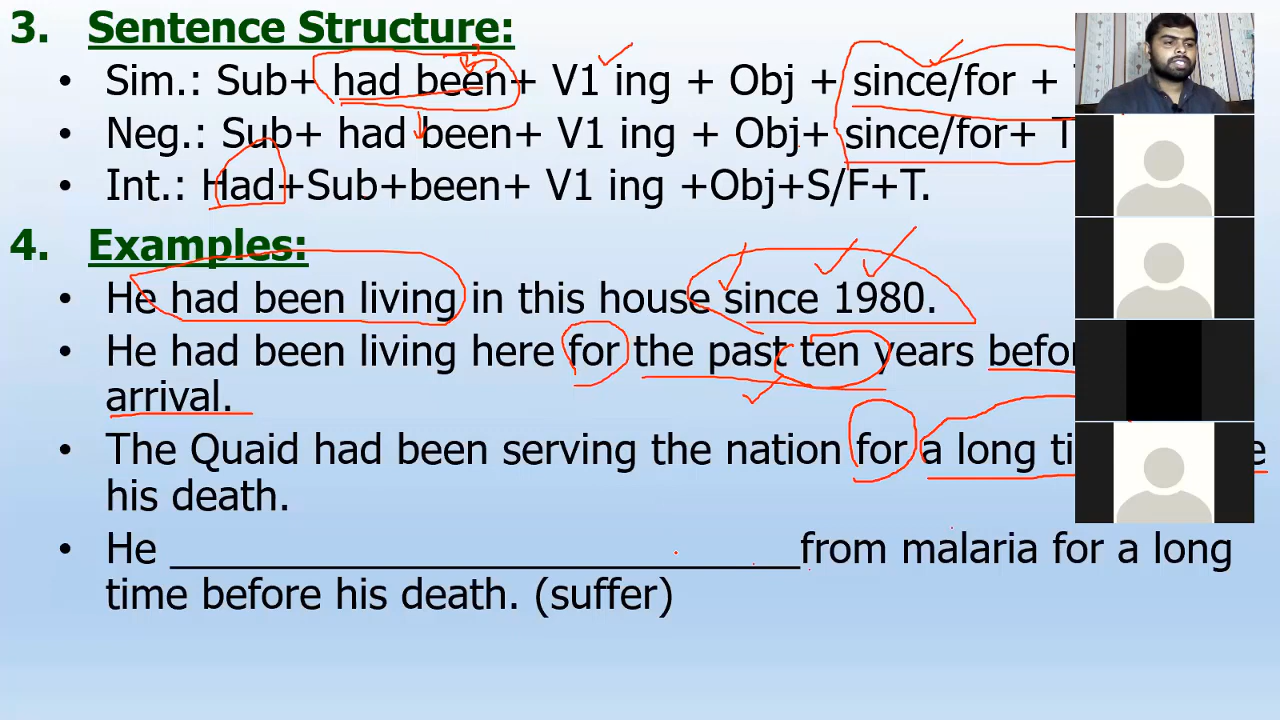 3. Sentence Structure:
• Sim.: Sub+ had been+ V1 ing + Obj + since/for +
• Neg.: Sub+ had been+ V1 ing + Obj+ since/for+ T
• Int.: Had+Sub+been+ V1 ing +Obj+S/F+T.
4. Examples:
• He had been living in this house since 1980.
• He had been living here for the past ten years
arrival.
• The Quaid had been serving the nation for a long
his death.
• He ____________________________from malaria for a long
time before his death. (suffer)